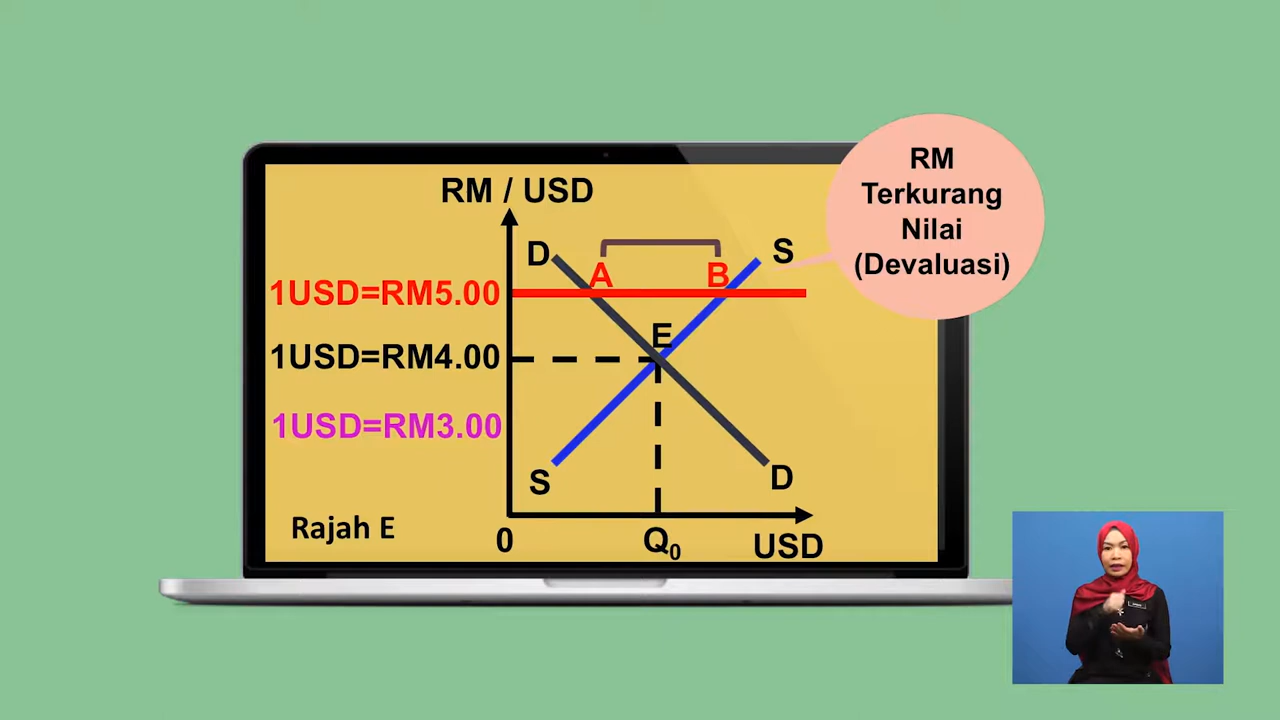 RM / USD
RM
Terkurang
Nilai
(Devaluasi)
D
S
A
B
1USD=RM5.00
E
1USD=RM4.00
1USD=RM3.00
S
D
Rajah E
0
Q₀
USD